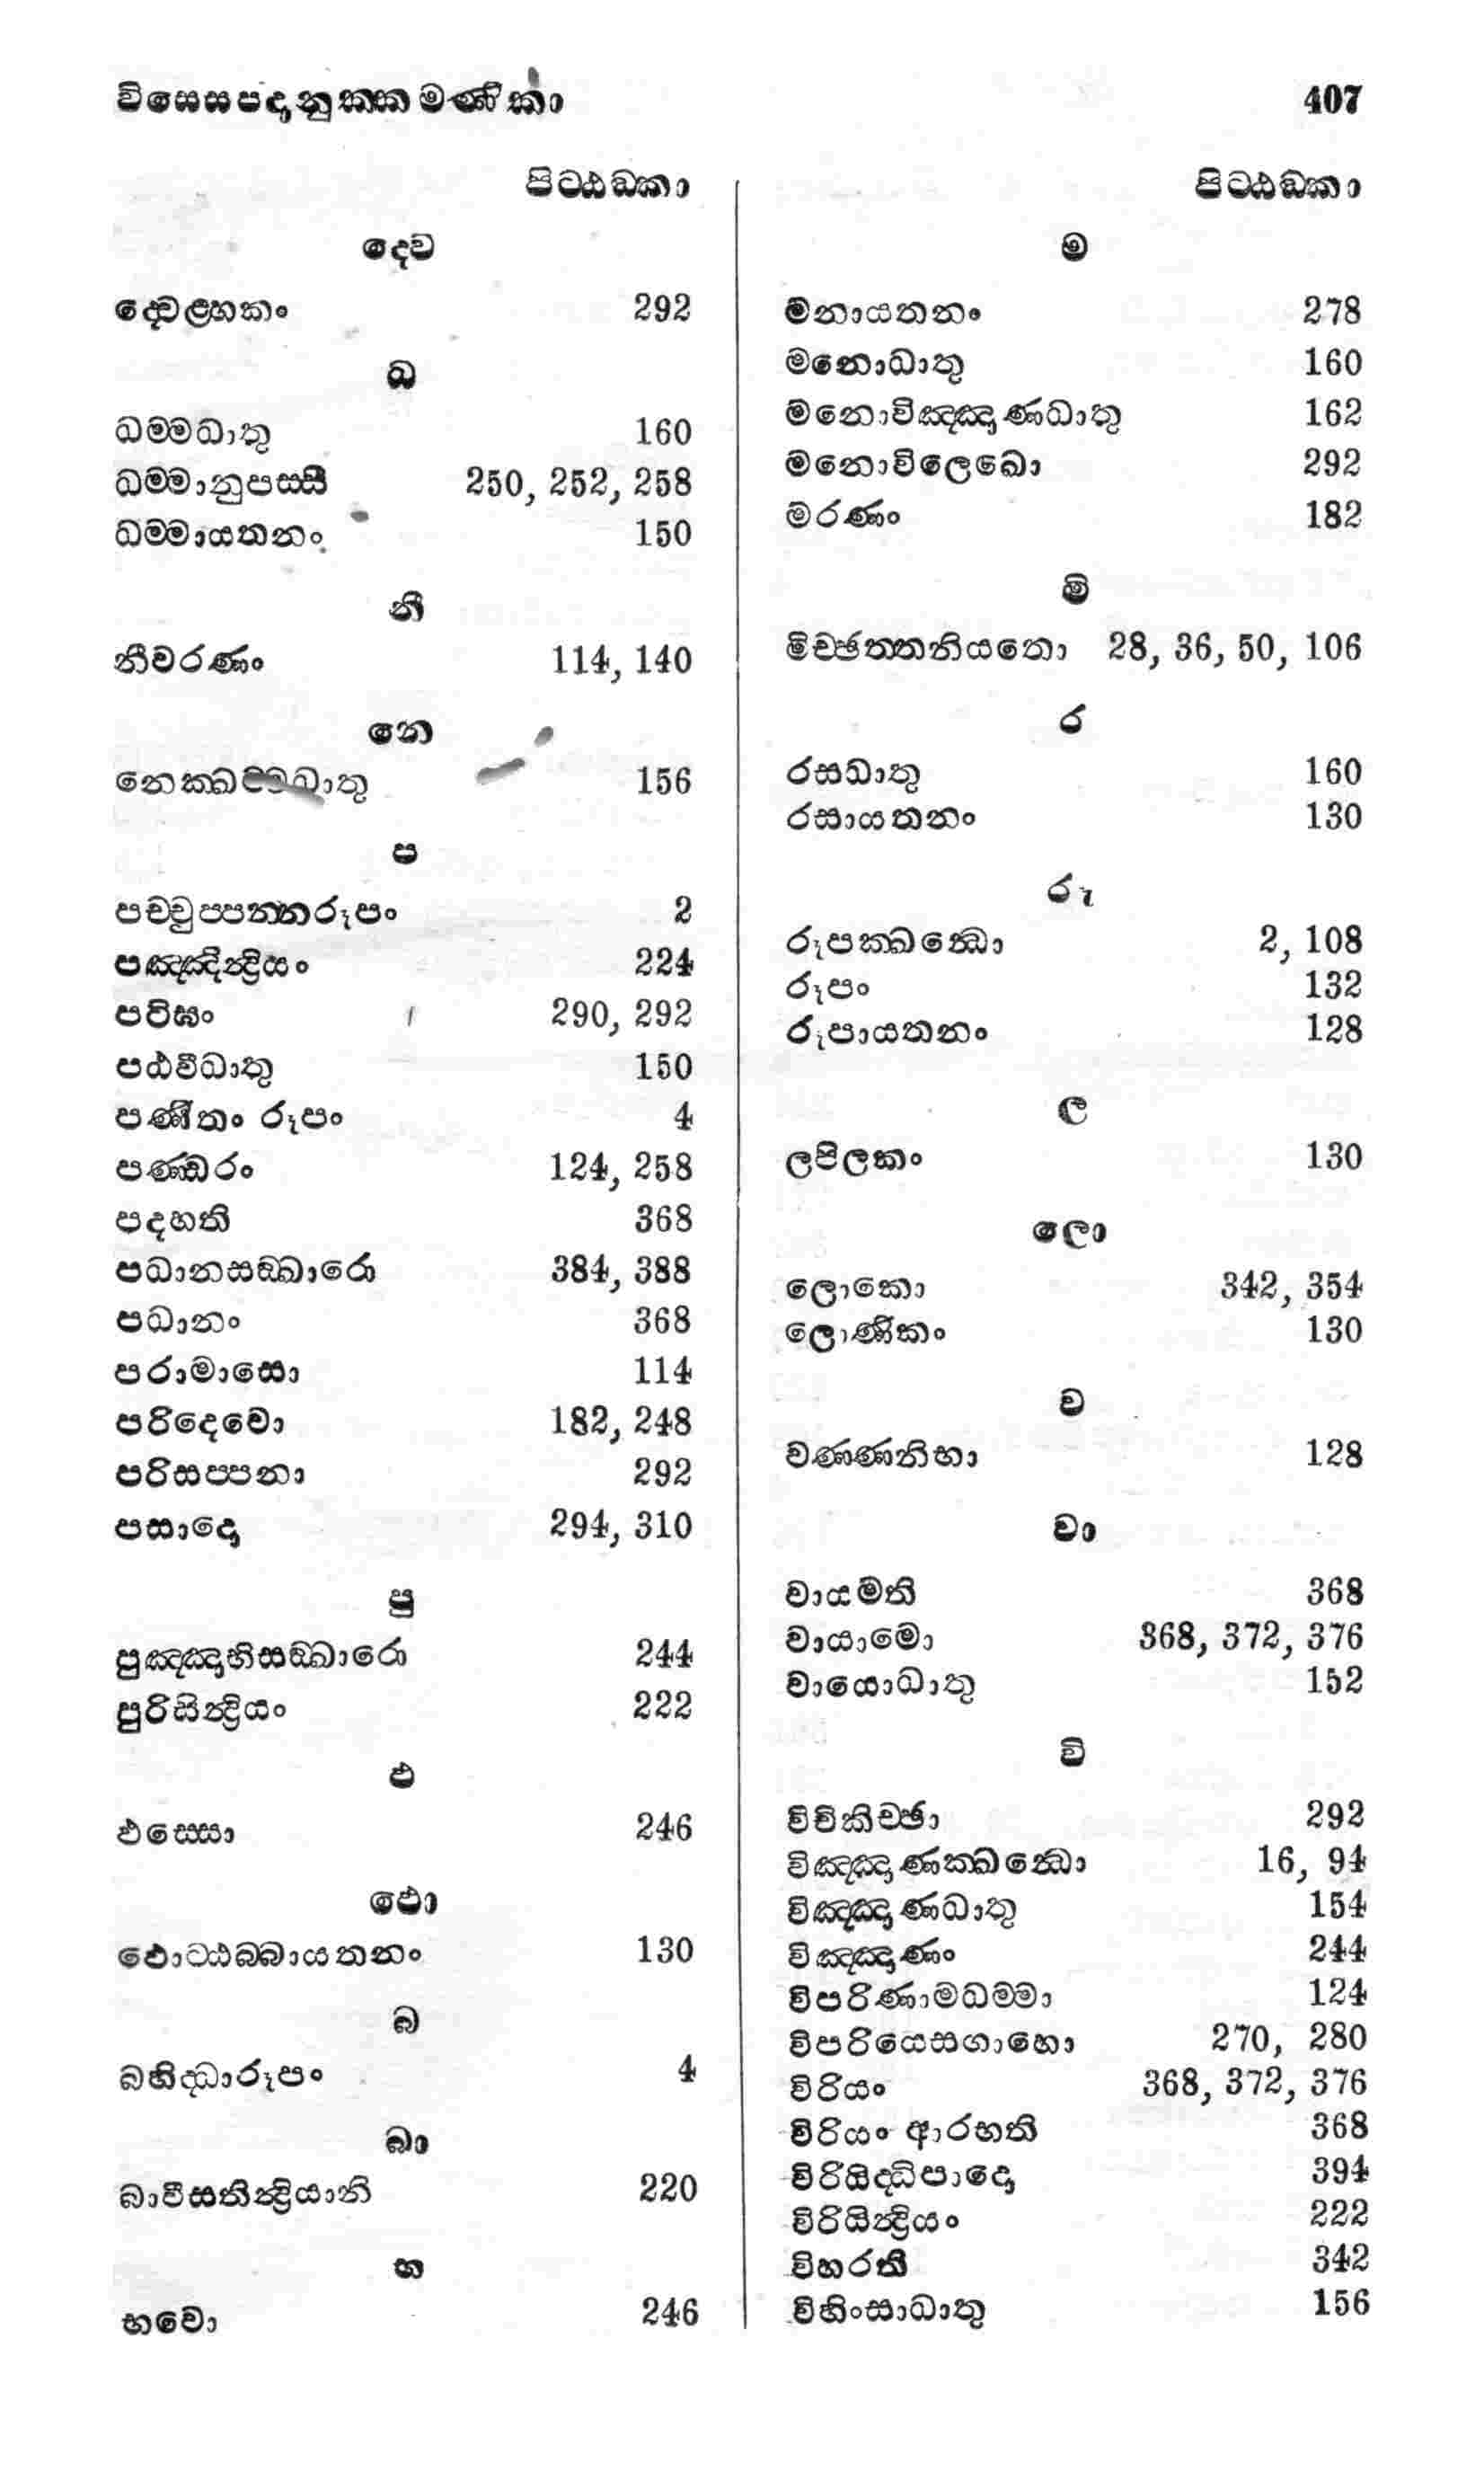 විසෙසපදානුක්කමණිකා 407
පිට්ඨඞ්කා
දෙව
දෙව‍ළහකං 292
ධ
ධම්මධාතු 160
ධම්මානුපස්සී 250, 252, 258
ධම්මායතනං 150
නී
නීවරණං 114, 140
නෙ
නෙක්ඛම්මධාතු 156
ප
පච්චුප්පන්නරූපං 2
පඤ්ඤින්ද්‍රියං 224
පටිඝං 290, 292
පඨවීධාතු 150
පණීතං රූපං 4
පණ්ඩරං 124, 258
පදහති 368
පධානසඞ්ඛාරො 384, 388
පධානං 368
පරාමාසො 114
පරිදෙවො 182, 248
පරිසප්පනා 292
පසාදො 294, 310
පු
පුඤ්ඤාභිසඞ්ඛාරො 244
පුරිසින්ද්‍රියං 222
ඵ
ඵස්සො 246
ඵො
ඵොට්ඨබ්බායතනං 130
බ
බහිද්ධාරූපං 4
බා
බාවීසතින්ද්‍රියානි 220
භ
භවො 246
පිට්ඨඞ්කා
ම
මනායතනං 278
මනොධාතු 160
මනොවිඤ්ඤාණධාතු 162
මනොවිලෙඛො 292
මරණං 182
මි
මිච්ඡත්තනියතො 28, 36, 50, 106
ර
රසධාතු 160
රසායතනං 130
රූ
රූපක්ඛන්ධො 2, 108
රූපං 132
රූපායතනං 128
ල
ලපිලකං 130
ලො
ලොකො 342, 354
ලොණිකං 130
ව
වණ්ණනිභා 128
වා
වායමති 368
වායාමො 368, 372, 376
වායොධාතු 152
වි
විචිකිච්ඡා 292
විඤ්ඤාණක්ඛන්ධො 16, 94
විඤ්ඤාණධාතු 154
විඤ්ඤාණං 244
විපරිණාමධම්මා 124
විපරියෙසගාහො 270, 280
විරියං 368, 372, 376
විරියං ආරභති 368
විරියිද්ධිපාදො 394
විරියින්ද්‍රියං 222
විහරති 342
විහිංසාධාතු 156